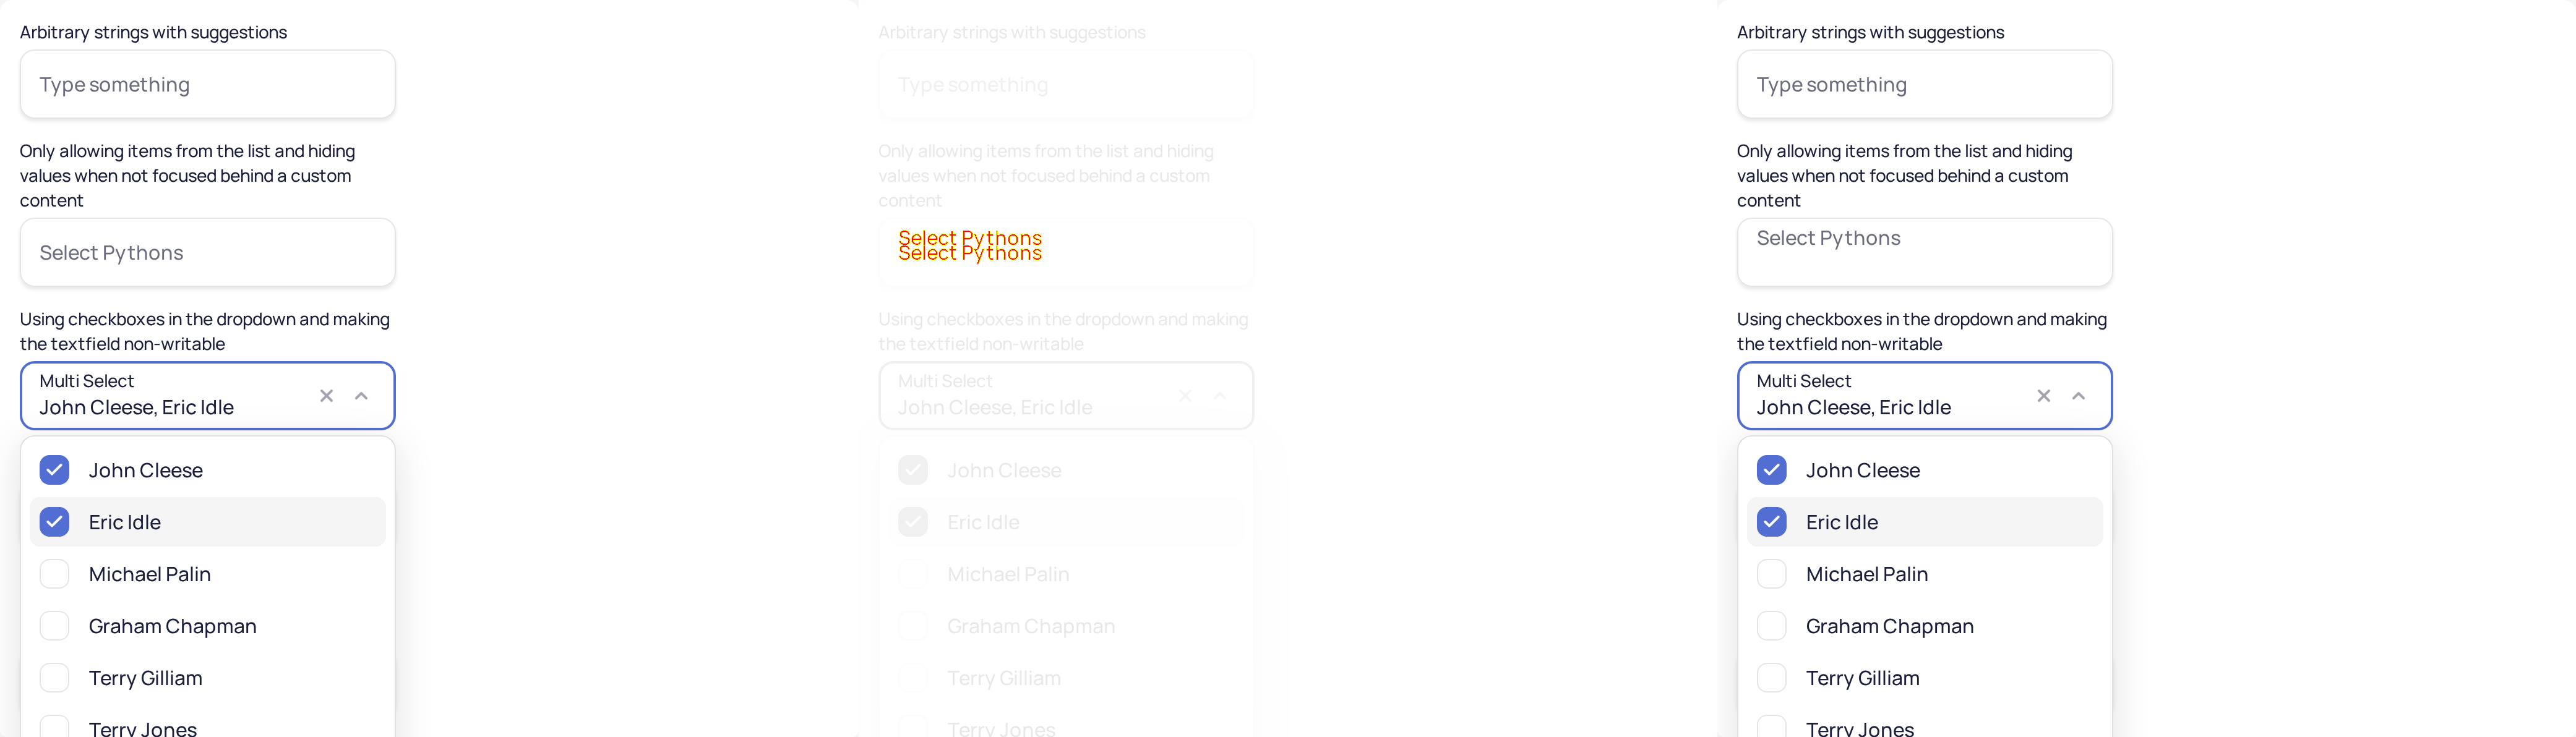 Arbitrary strings with suggestions
Type something
Only allowing items from the list and hiding
values when not focused behind a custom
content
Select Pythons
Using checkboxes in the dropdown and making
the textfield non-writable
Multi Select
John Cleese, Eric Idle
John Cleese
Eric Idle
Michael Palin
Graham Chapman
Terry Gilliam
Terry Jones
Arbitrary strings with suggestions
Type something
Only allowing items from the list and hiding
values when not focused behind a custom
content
Select Pythons
Select Pythons
Using checkboxes in the dropdown and making
the textfield non-writable
Multi Select
John Cleese, Eric Idle
John Cleese
Eric Idle
Michael Palin
Graham Chapman
Terry Gilliam
Terry Jones
Arbitrary strings with suggestions
Type something
Only allowing items from the list and hiding
values when not focused behind a custom
content
Select Pythons
Using checkboxes in the dropdown and making
the textfield non-writable
Multi Select
John Cleese, Eric Idle
John Cleese
Eric Idle
Michael Palin
Graham Chapman
Terry Gilliam
Terry Jones